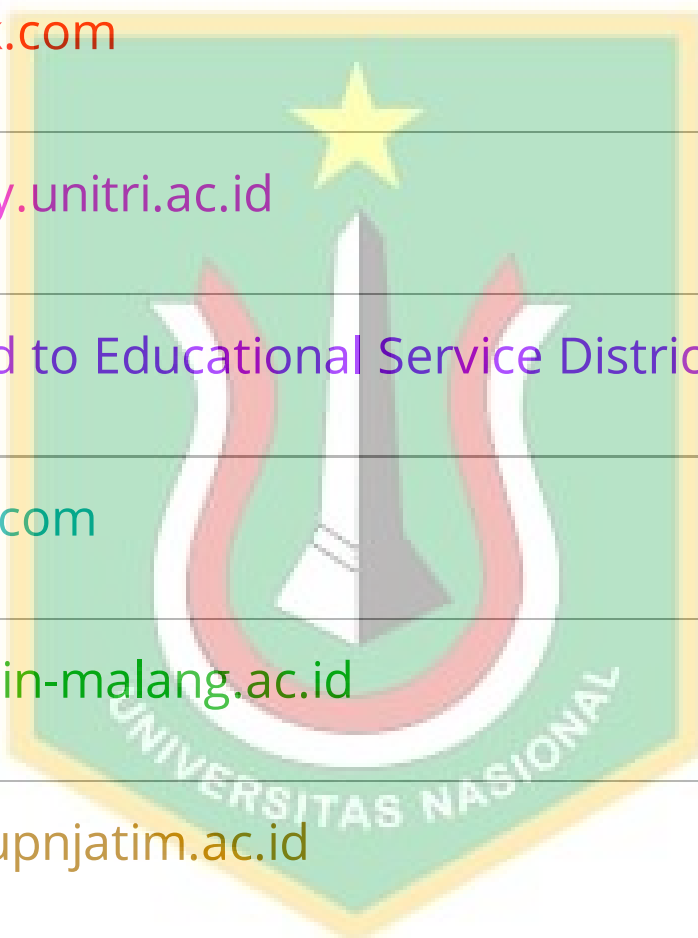 .com
y.unitri.ac.id
d to Educational Service Distric
com
in-malang.ac.id
UNIVERSITAS NASIONAL
upnjatim.ac.id